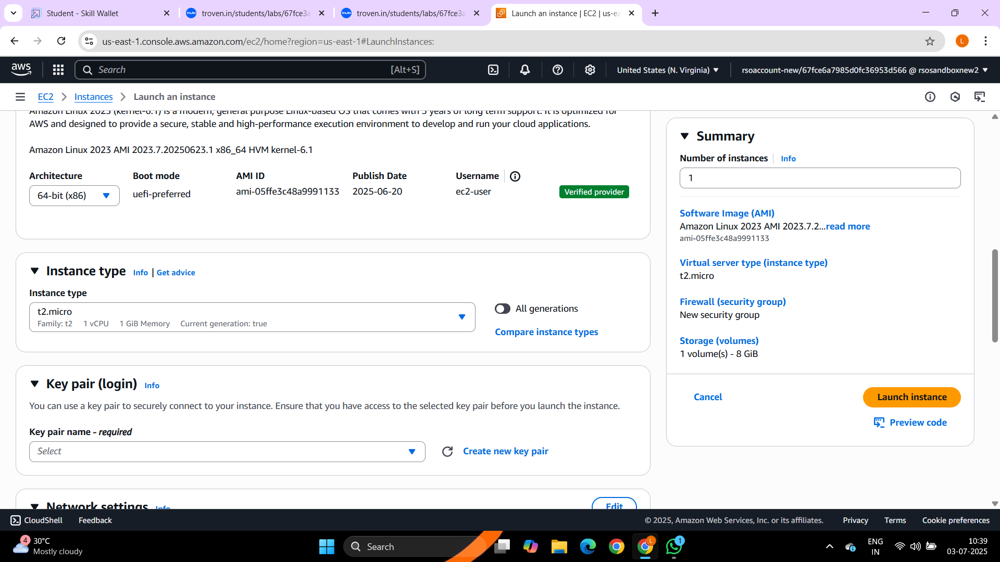 Student - Skill Wallet
troven.in/students/labs/67fce3a
troven.in/students/labs/67fce3a
Launch an instance | EC2 | us-ea
us-east-1.console.aws.amazon.com/ec2/home?region=us-east-1#LaunchInstances:
L
aws
Search
[Alt+S]
United States (N. Virginia)
rsoaccount-new/67fce6a7985d0fc36953d566 @ rsosandboxnew2
EC2
Instances
Launch an instance
Amazon Linux 2023 (kernel-6.1) is a modern, general purpose Linux-based OS that comes with 5 years of long term support. It is optimized for
AWS and designed to provide a secure, stable and high-performance execution environment to develop and run your cloud applications.
Amazon Linux 2023 AMI 2023.7.20250623.1 x86_64 HVM kernel-6.1
Architecture Boot mode AMI ID Publish Date Username
64-bit (x86) uefi-preferred ami-05ffe3c48a9991133 2025-06-20 ec2-user Verified provider
Instance type Info | Get advice
Instance type
t2.micro
Family: t2 1 vCPU 1 GiB Memory Current generation: true
All generations
Compare instance types
Key pair (login) Info
You can use a key pair to securely connect to your instance. Ensure that you have access to the selected key pair before you launch the instance.
Key pair name - required
Select
Create new key pair
Network settings Info
Edit
Summary
Number of instances Info
1
Software Image (AMI)
Amazon Linux 2023 AMI 2023.7.2...read more
ami-05ffe3c48a9991133
Virtual server type (instance type)
t2.micro
Firewall (security group)
New security group
Storage (volumes)
1 volume(s) - 8 GiB
Cancel
Launch instance
Preview code
CloudShell Feedback
© 2025, Amazon Web Services, Inc. or its affiliates. Privacy Terms Cookie preferences
4
30°C
Mostly cloudy
Search
L
1
ENG
IN
10:39
03-07-2025